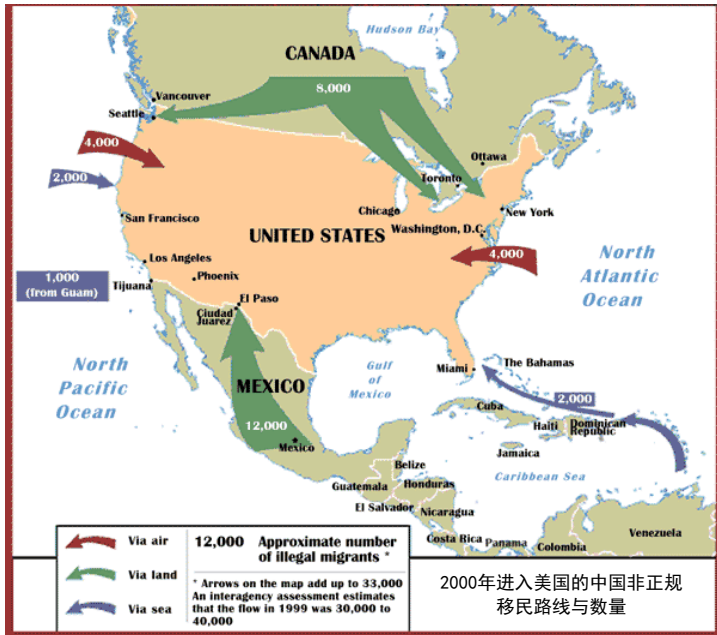 Hudson Bay
CANADA
8,000
Vancouver
Seattle
4,000
Ottawa
2,000
Toronto
Chicago
New York
San Francisco
Washington, D.C.
UNITED STATES
4,000
North
Atlantic
Ocean
Los Angeles
1,000
(from Guam)
Phoenix
Tijuana
El Paso
Ciudad
Juarez
North
Pacific
Ocean
Gulf
of
Mexico
Miami
The Bahamas
MEXICO
2,000
Cuba
12,000
Haiti
Dominican
Republic
Mexico
Jamaica
Belize
Caribbean Sea
Guatemala
Honduras
El Salvador
Nicaragua
Costa Rica
Panama
Colombia
Venezuela
Via air
Via land
Via sea
12,000 Approximate number
of illegal migrants *
* Arrows on the map add up to 33,000
An interagency assessment estimates
that the flow in 1999 was 30,000 to
40,000
2000年进入美国的中国非正规
移民路线与数量